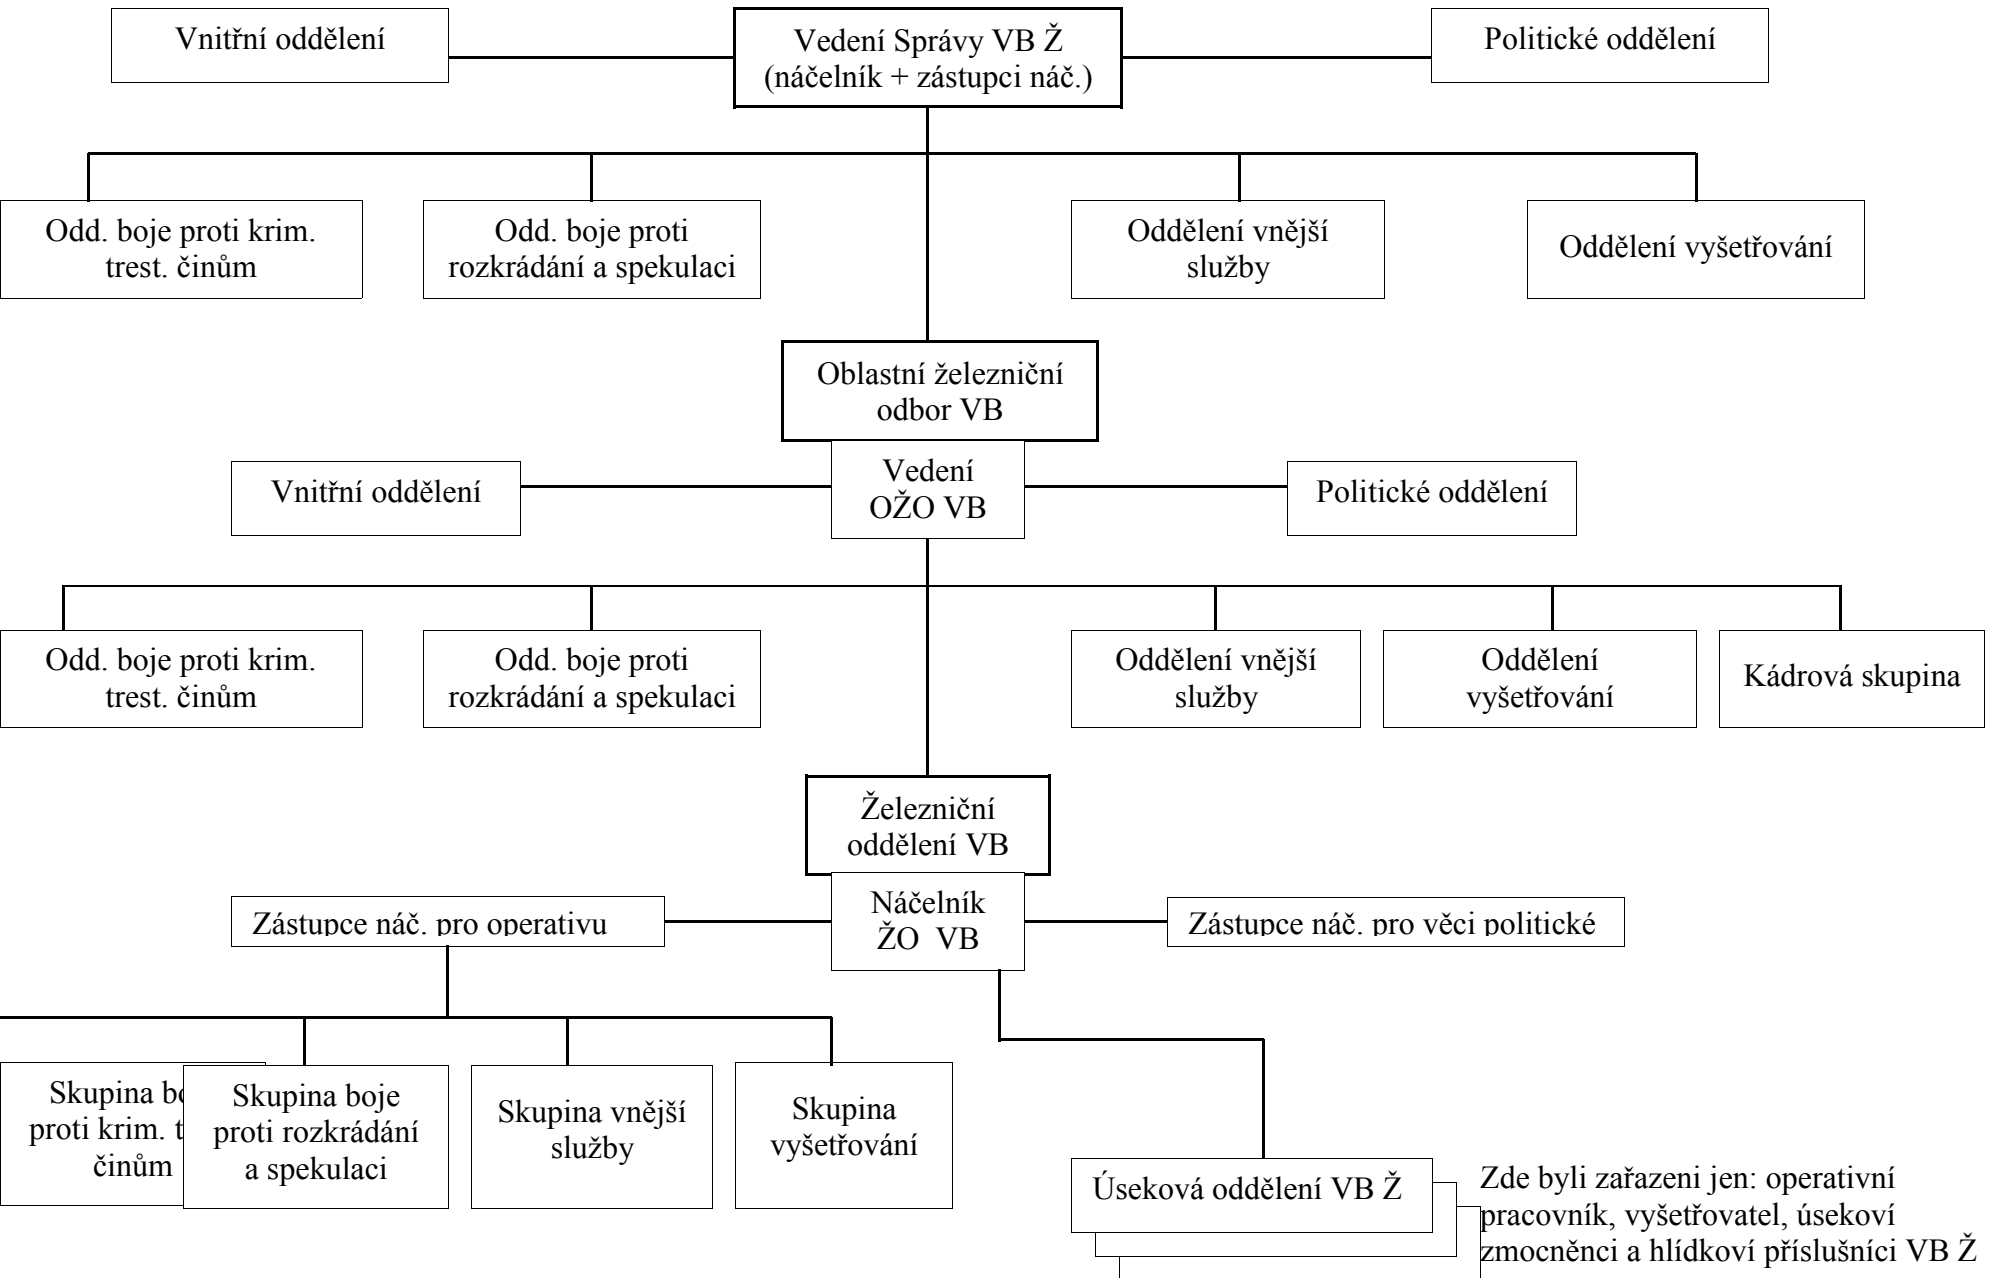 Vnitřní oddělení
Vedení Správy VB Ž
(náčelník + zástupci náč.)
Politické oddělení
Odd. boje proti krim.
trest. činům
Odd. boje proti
rozkrádání a spekulaci
Oddělení vnější
služby
Oddělení vyšetřování
Oblastní železniční
odbor VB
Vnitřní oddělení
Vedení
OŽO VB
Politické oddělení
Odd. boje proti krim.
trest. činům
Odd. boje proti
rozkrádání a spekulaci
Oddělení vnější
služby
Oddělení
vyšetřování
Kádrová skupina
Železniční
oddělení VB
Zástupce náč. pro operativu
Náčelník
ŽO  VB
Zástupce náč. pro věci politické
Skupina
proti krim.
činům
Skupina boje
proti rozkrádání
a spekulaci
Skupina vnější
služby
Skupina
vyšetřování
Úseková oddělení VB Ž
Zde byli zařazeni jen: operativní
pracovník, vyšetřovatel, úsekoví
zmocněnci a hlídkoví příslušníci VB Ž